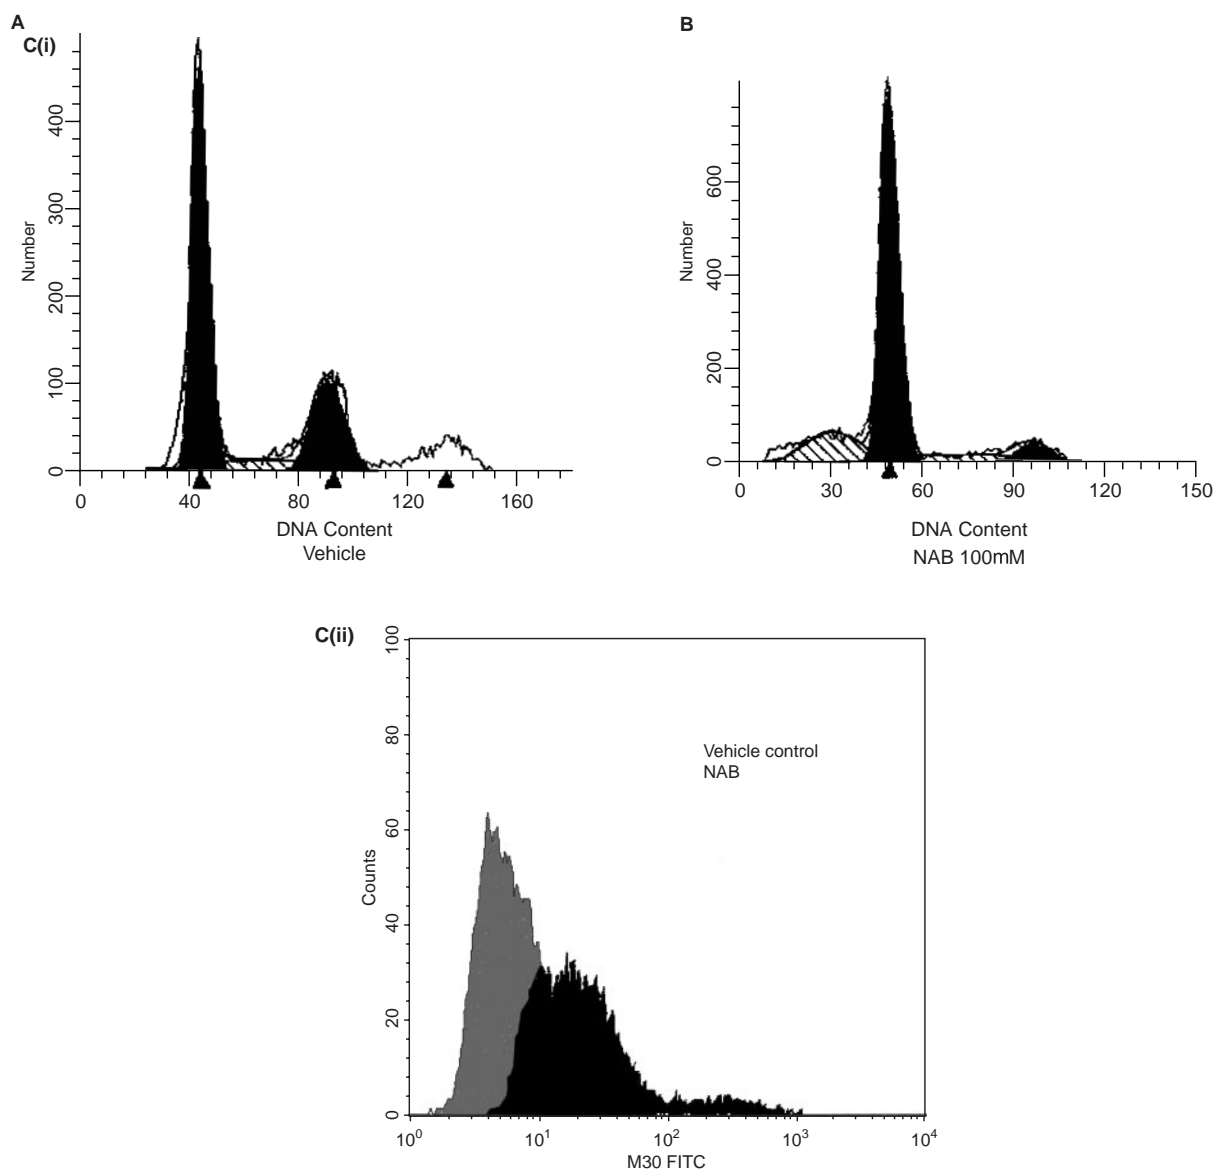 A
B
C(i)
Number
400
300
200
100
0
0
40
80
120
160
DNA Content
Vehicle
Number
600
400
200
0
0
30
60
90
120
150
DNA Content
NAB 100mM
C(ii)
Counts
100
80
60
40
20
0
Vehicle control
NAB
10⁰
10¹
10²
10³
10⁴
M30 FITC